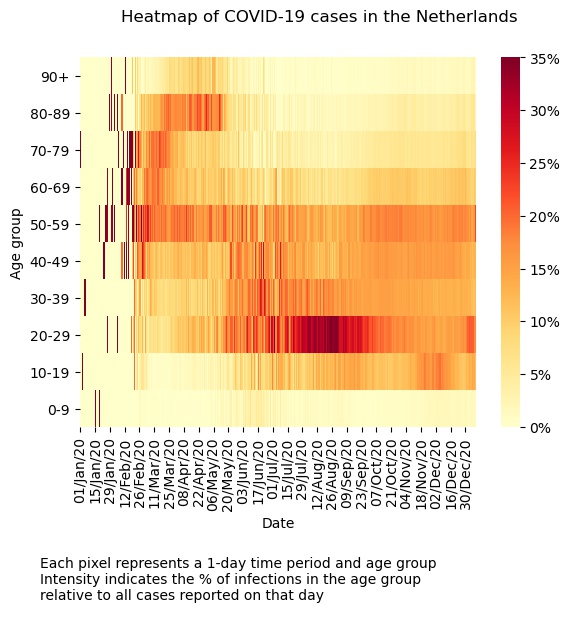 Heatmap of COVID-19 cases in the Netherlands
90+
80-89
70-79
60-69
50-59
40-49
30-39
20-29
10-19
0-9
Age group
35%
30%
25%
20%
15%
10%
5%
0%
01/Jan/20
15/Jan/20
29/Jan/20
12/Feb/20
26/Feb/20
11/Mar/20
25/Mar/20
08/Apr/20
22/Apr/20
06/May/20
20/May/20
03/Jun/20
17/Jun/20
01/Jul/20
15/Jul/20
29/Jul/20
12/Aug/20
26/Aug/20
09/Sep/20
23/Sep/20
07/Oct/20
21/Oct/20
04/Nov/20
18/Nov/20
02/Dec/20
16/Dec/20
30/Dec/20
Date
Each pixel represents a 1-day time period and age group
Intensity indicates the % of infections in the age group
relative to all cases reported on that day